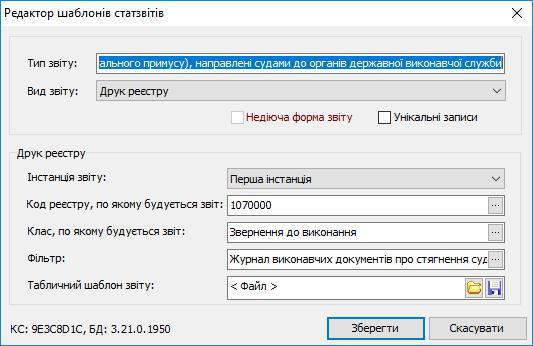 Редактор шаблонів статзвітів
Тип звіту: ального примусу), направлені судами до органів державної виконавчої служби
Вид звіту: Друк реєстру
Недіюча форма звіту Унікальні записи
Друк реєстру
Інстанція звіту: Перша інстанція
Код реєстру, по якому будується звіт: 1070000 ...
Клас, по якому будується звіт: Звернення до виконання ...
Фільтр: Журнал виконавчих документів про стягнення суд ...
Табличний шаблон звіту: < Файл >
КС: 9E3C8D1C, БД: 3.21.0.1950 Зберегти Скасувати